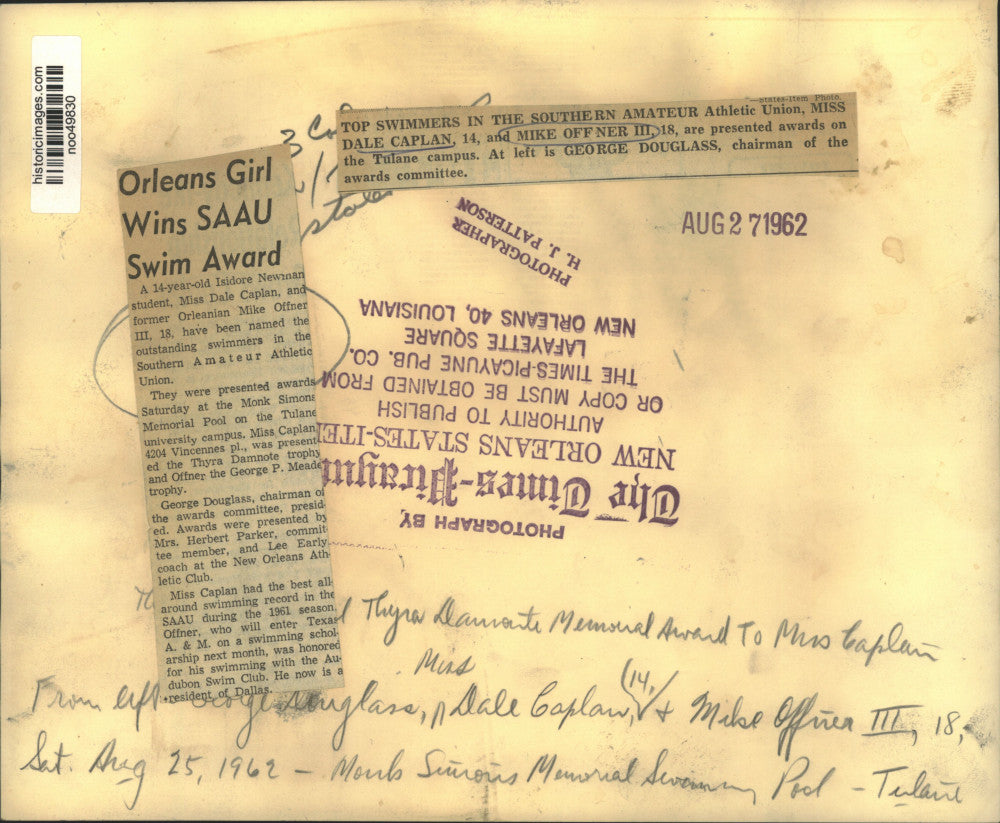 historicimages.com
noo49830
3 Co
—States-Item Photo.
TOP SWIMMERS IN THE SOUTHERN AMATEUR Athletic Union, MISS
DALE CAPLAN, 14, and MIKE OFFNER III, 18, are presented awards on
the Tulane campus. At left is GEORGE DOUGLASS, chairman of the
awards committee.
states
Orleans Girl
Wins SAAU
Swim Award
A 14-year-old Isidore Newman
student, Miss Dale Caplan, and
former Orleanian Mike Offner
III, 18, have been named the
outstanding swimmers in the
Southern Amateur Athletic
Union.
They were presented awards
Saturday at the Monk Simons
Memorial Pool on the Tulane
university campus. Miss Caplan,
4204 Vincennes pl., was present-
ed the Thyra Damnote trophy
and Offner the George P. Meade
trophy.
George Douglass, chairman of
the awards committee, presid-
ed. Awards were presented by
Mrs. Herbert Parker, commit-
tee member, and Lee Early
coach at the New Orleans Ath-
letic Club.
Miss Caplan had the best all-
around swimming record in the
SAAU during the 1961 season.
Offner, who will enter Texas
A. & M. on a swimming schol-
arship next month, was honored
for his swimming with the Au-
dubon Swim Club. He now is a
resident of Dallas.
AUG 27 1962
PHOTOGRAPHER
H. J. PATTERSON
PHOTOGRAPH BY
The Times-Picayun
NEW ORLEANS STATES-ITE
AUTHORITY TO PUBLISH
OR COPY MUST BE OBTAINED FROM
THE TIMES-PICAYUNE PUB. CO.
LAFAYETTE SQUARE
NEW ORLEANS 40, LOUISIANA
Thyra Damonte Memorial Award To Miss Caplan
From left George Douglass, Miss Dale Caplan, 14, & Mike Offner III, 18,
Sat. Aug 25, 1962 – Monk Simons Memorial Swimming Pool – Tulane